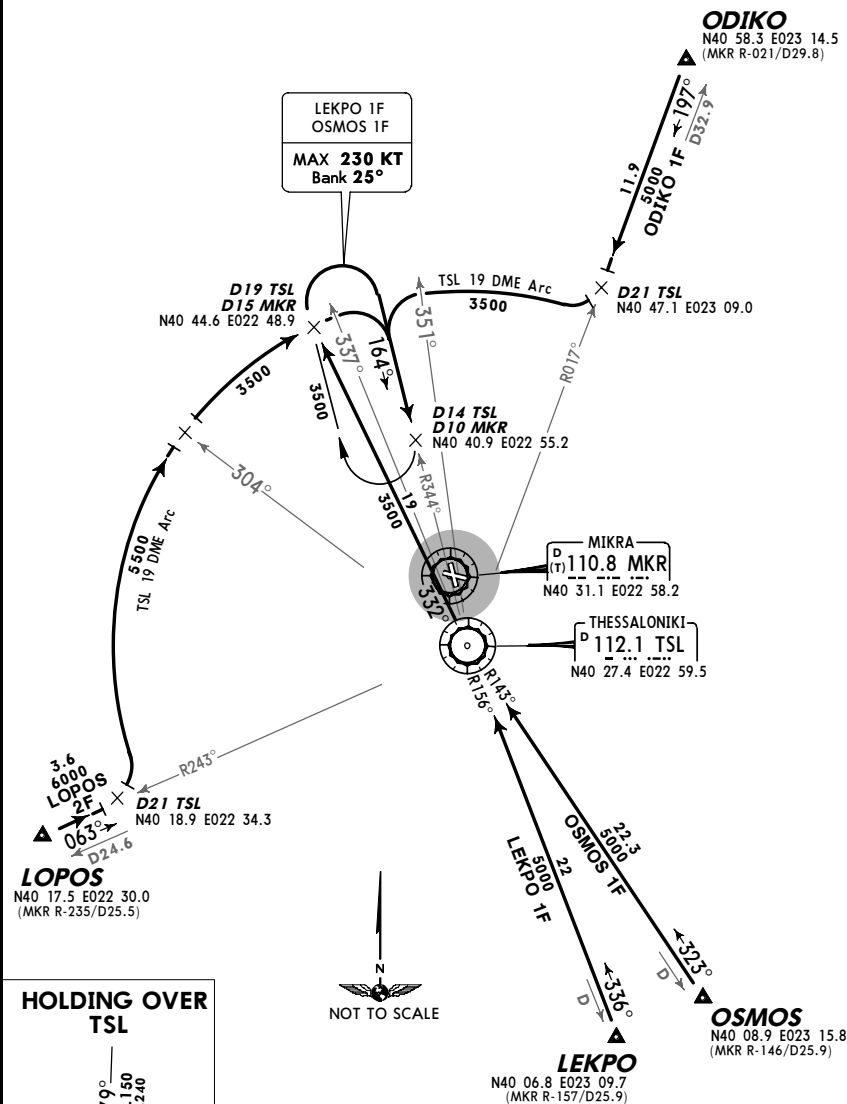 ODIKO
N40 58.3 E023 14.5
(MKR R-021/D29.8)
197°
D32.9
11.9
5000
ODIKO 1F
LEKPO 1F
OSMOS 1F
MAX 230 KT
Bank 25°
D19 TSL
D15 MKR
N40 44.6 E022 48.9
TSL 19 DME Arc
3500
D21 TSL
N40 47.1 E023 09.0
351°
337°
164°
R017°
3500
3500
D14 TSL
D10 MKR
N40 40.9 E022 55.2
304°
R344°
19
3500
332°
5500
TSL 19 DME Arc
MIKRA
D
(T) 110.8 MKR
N40 31.1 E022 58.2
THESSALONIKI
D 112.1 TSL
N40 27.4 E022 59.5
R156°
R143°
R243°
3.6
6000
LOPOS
2F
063°
D24.6
D21 TSL
N40 18.9 E022 34.3
LOPOS
N40 17.5 E022 30.0
(MKR R-235/D25.5)
22
5000
LEKPO 1F
22.3
5000
OSMOS 1F
D
336°
D
323°
OSMOS
N40 08.9 E023 15.8
(MKR R-146/D25.9)
LEKPO
N40 06.8 E023 09.7
(MKR R-157/D25.9)
N
NOT TO SCALE
HOLDING OVER
TSL